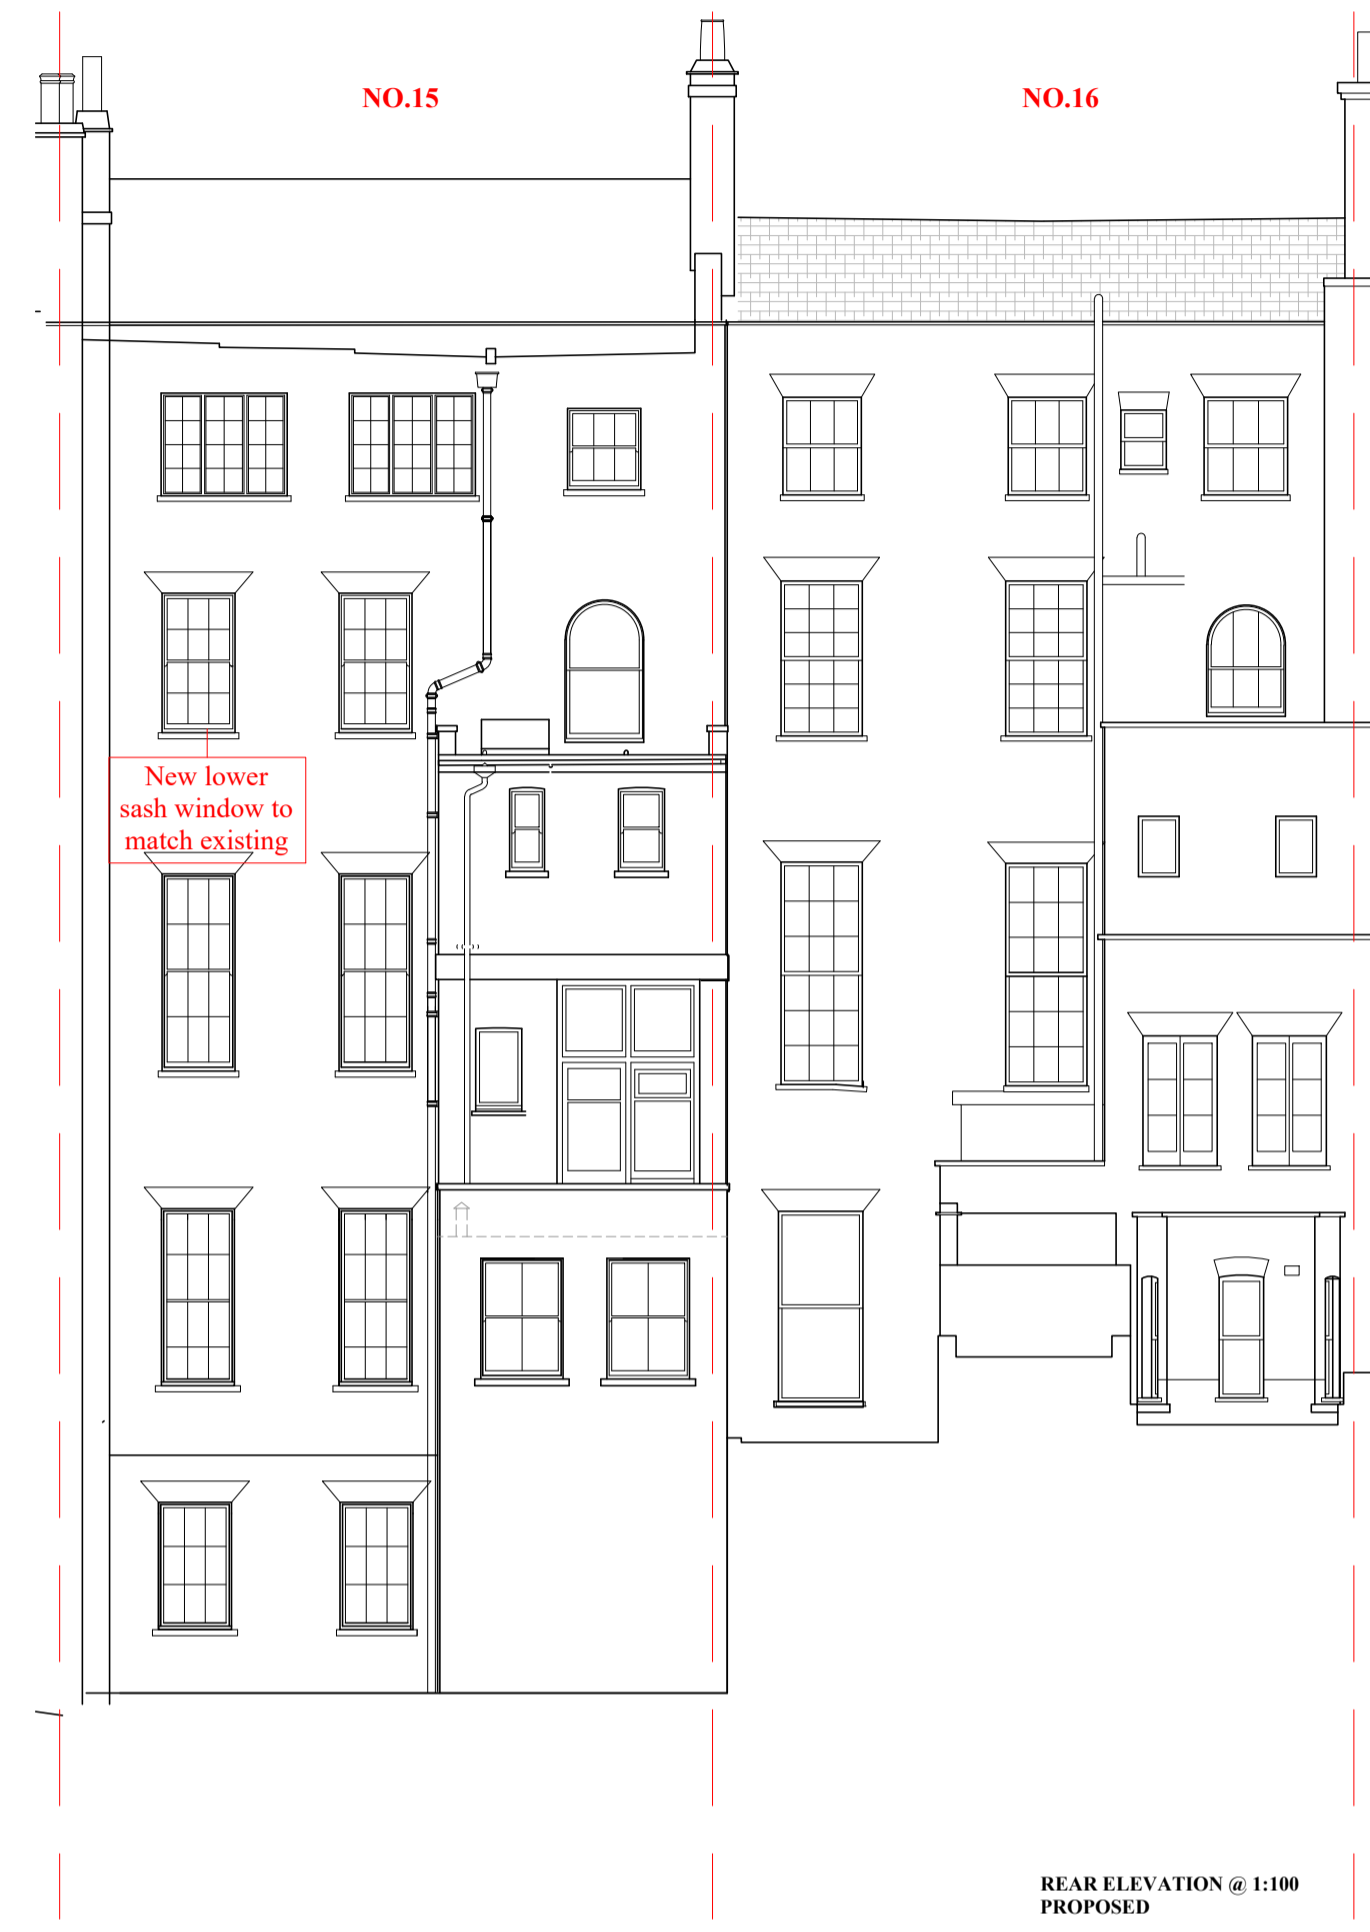 NO.15
NO.16
New lower
sash window to
match existing
REAR ELEVATION @ 1:100
PROPOSED